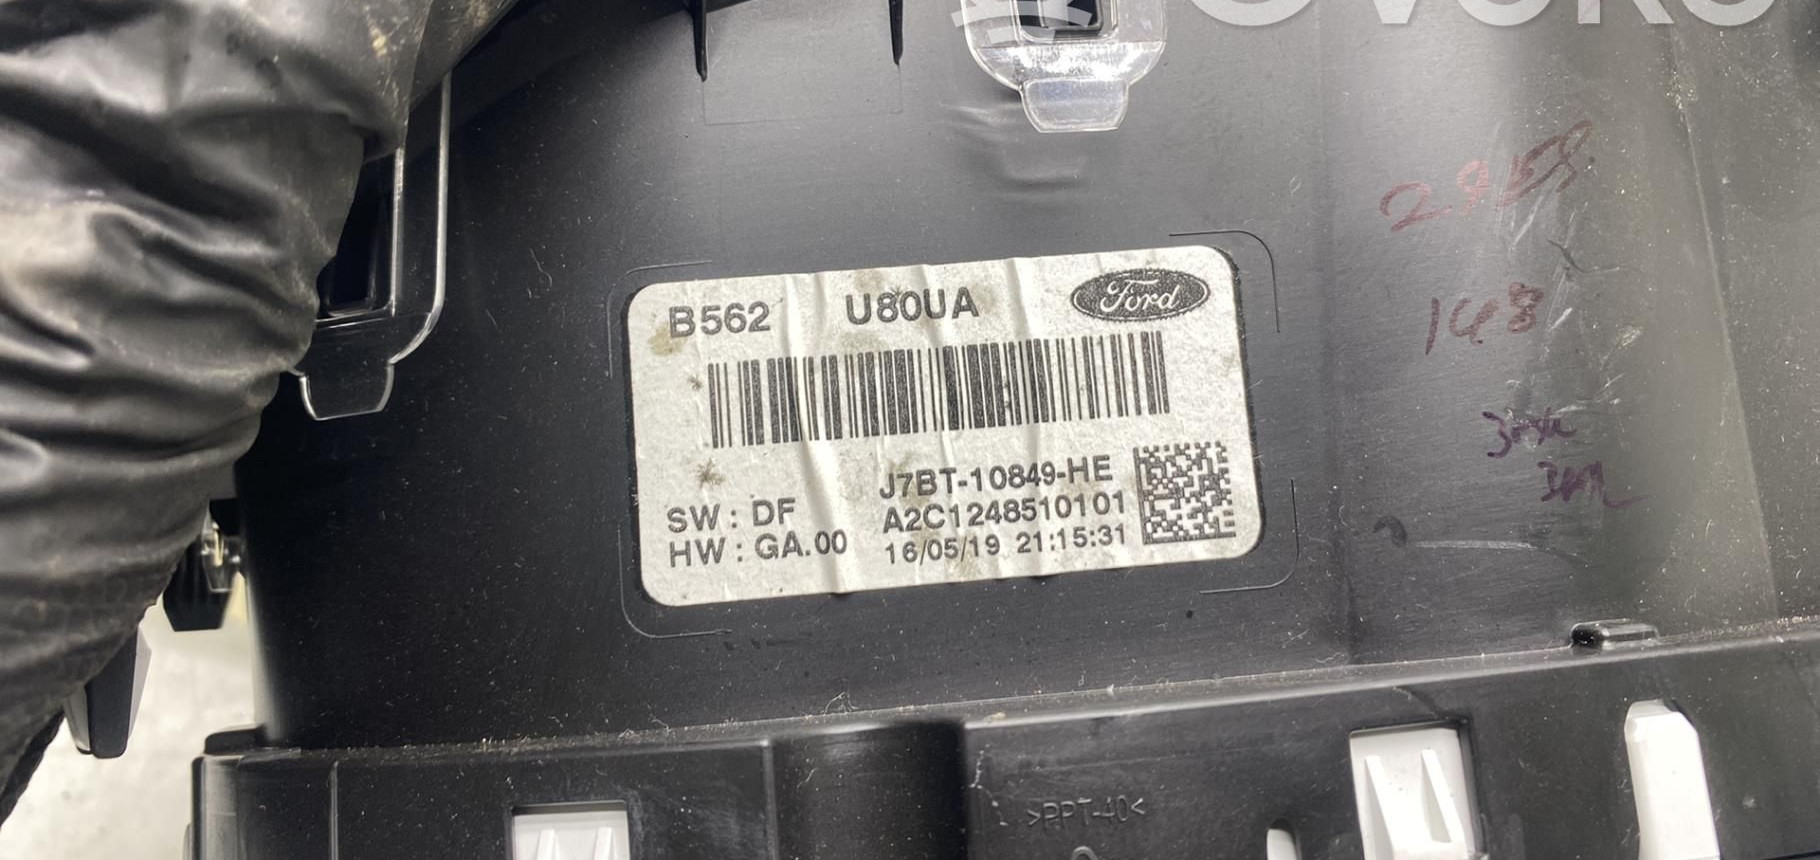 B562 U80UA Ford
J7BT-10849-HE
SW : DF A2C1248510101
HW : GA.00 16/05/19 21:15:31
148
>PPT-40<